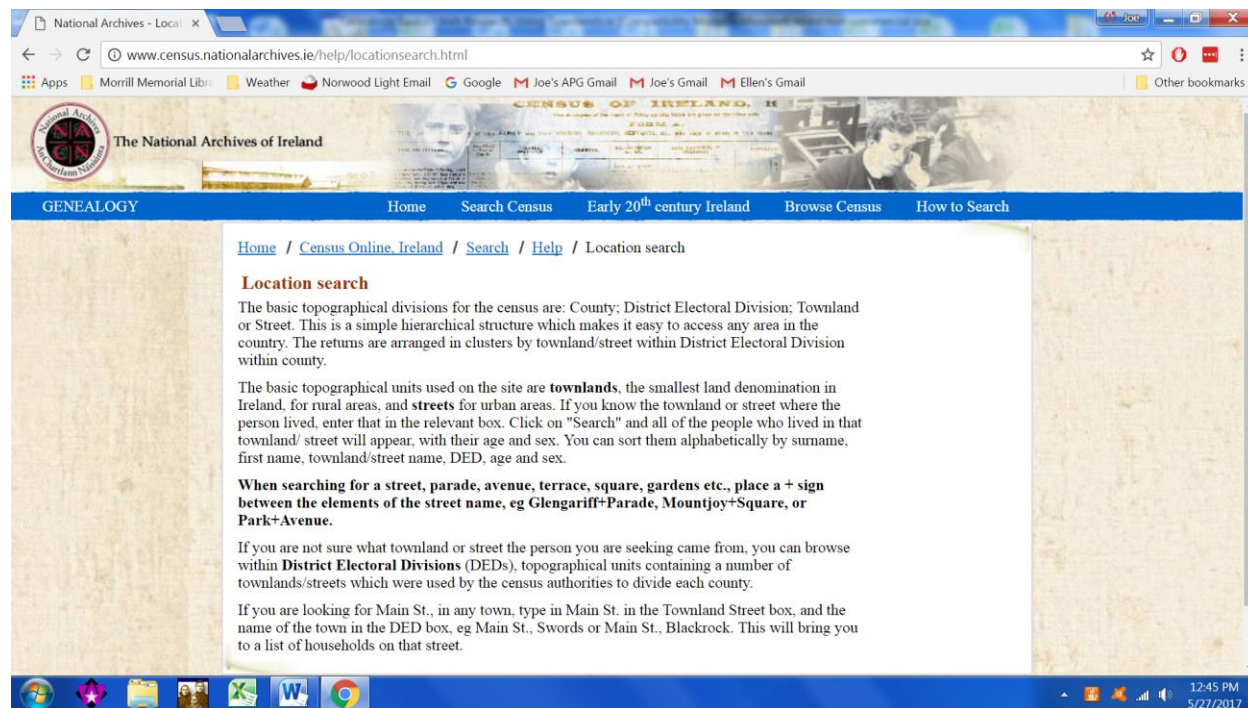 National Archives - Locat
Joe
www.census.nationalarchives.ie/help/locationsearch.html
Apps Morrill Memorial Libr Weather Norwood Light Email Google Joe's APG Gmail Joe's Gmail Ellen's Gmail Other bookmarks
CENSUS OF IRELAND.
FORM A.
The National Archives of Ireland
GENEALOGY Home Search Census Early 20th century Ireland Browse Census How to Search
Home / Census Online, Ireland / Search / Help / Location search
Location search
The basic topographical divisions for the census are: County; District Electoral Division; Townland
or Street. This is a simple hierarchical structure which makes it easy to access any area in the
country. The returns are arranged in clusters by townland/street within District Electoral Division
within county.
The basic topographical units used on the site are townlands, the smallest land denomination in
Ireland, for rural areas, and streets for urban areas. If you know the townland or street where the
person lived, enter that in the relevant box. Click on "Search" and all of the people who lived in that
townland/ street will appear, with their age and sex. You can sort them alphabetically by surname,
first name, townland/street name, DED, age and sex.
When searching for a street, parade, avenue, terrace, square, gardens etc., place a + sign
between the elements of the street name, eg Glengariff+Parade, Mountjoy+Square, or
Park+Avenue.
If you are not sure what townland or street the person you are seeking came from, you can browse
within District Electoral Divisions (DEDs), topographical units containing a number of
townlands/streets which were used by the census authorities to divide each county.
If you are looking for Main St., in any town, type in Main St. in the Townland Street box, and the
name of the town in the DED box, eg Main St., Swords or Main St., Blackrock. This will bring you
to a list of households on that street.
12:45 PM
5/27/2017